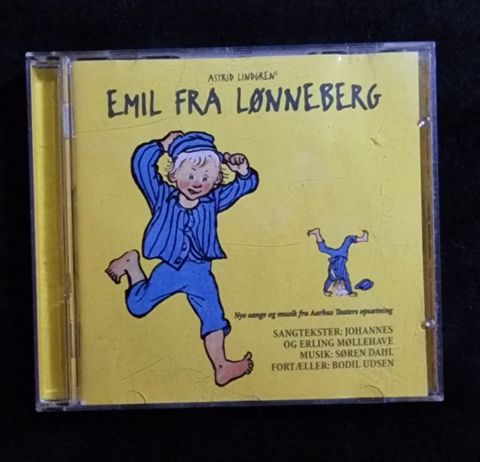 ASTRID LINDGRENS
EMIL FRA LØNNEBERG
Nye sange og musik fra Aarhus Teaters opsætning
SANGTEKSTER: JOHANNES
OG ERLING MØLLEHAVE
MUSIK: SØREN DAHL
FORTÆLLER: BODIL UDSEN